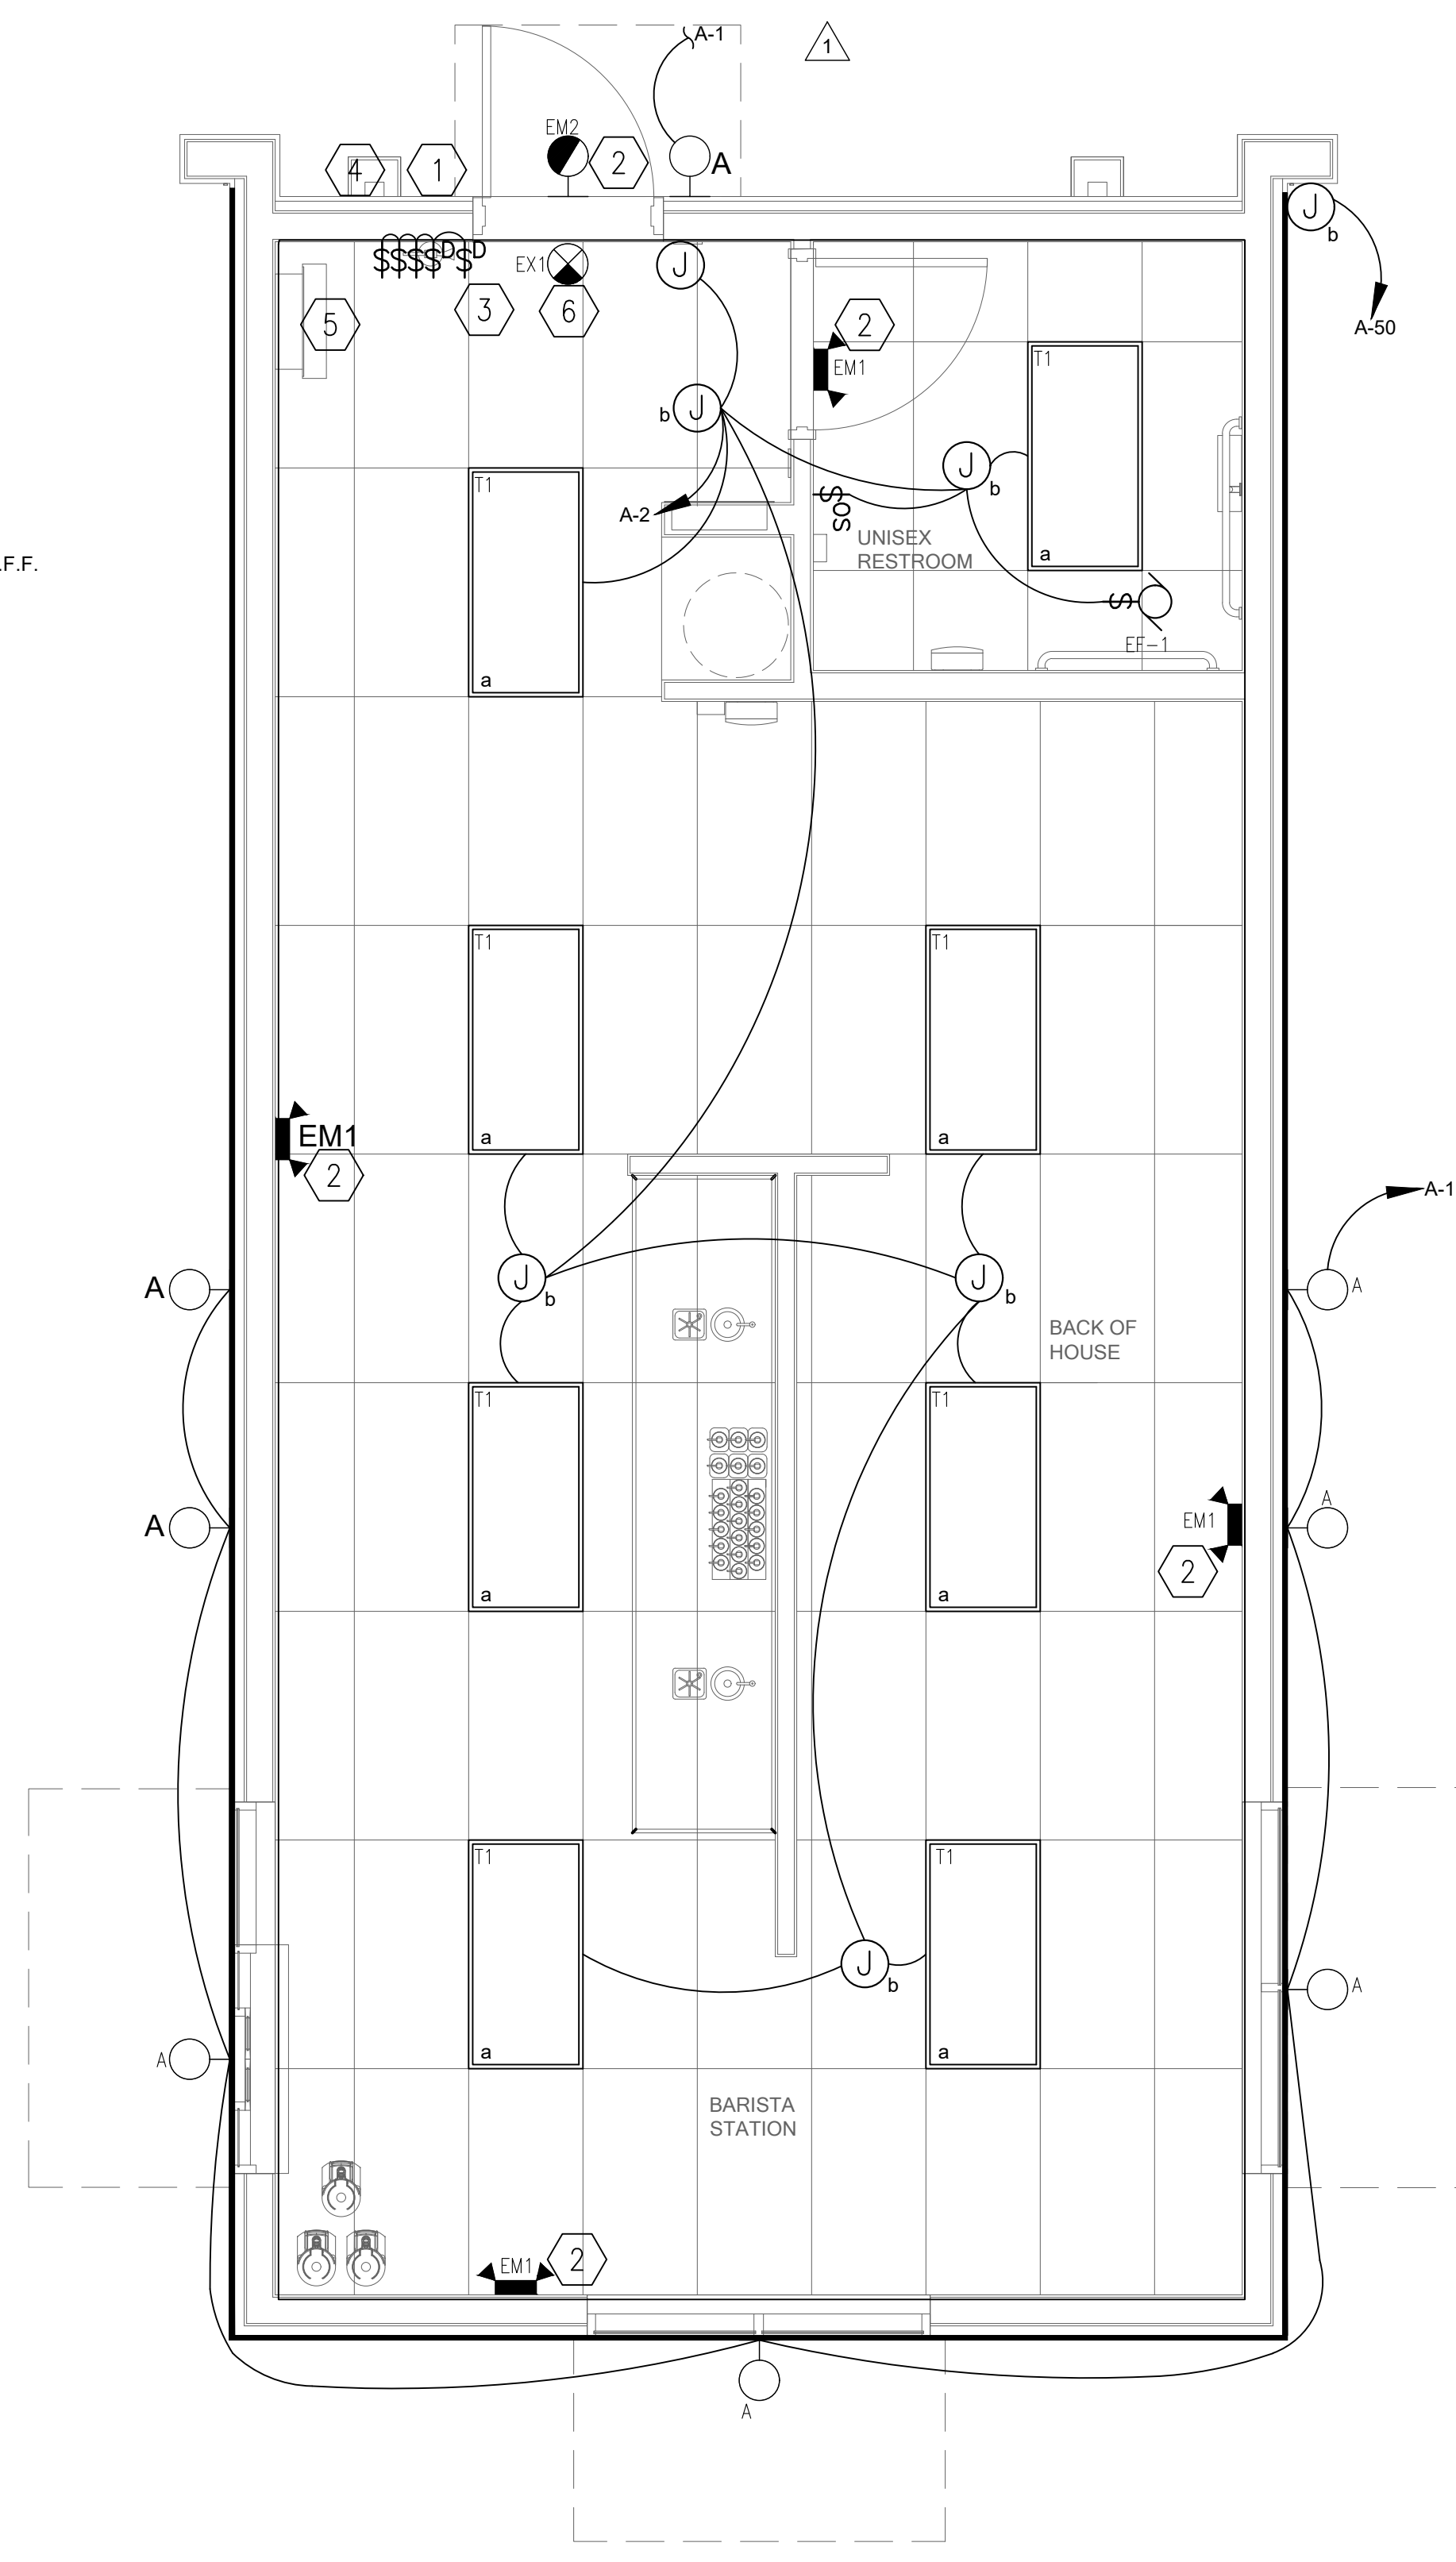 A-1
1
EM2
2
A
4
1
J
b
$$$$D$D
EX1
J
5
3
6
2
A-50
EM1
T1
b J
J
b
T1
A-2
$OS
UNISEX
RESTROOM
a
.F.F.
$
EF-1
a
T1
T1
EM1
2
a
a
A-1
A
J
b
J
b
A
BACK OF
HOUSE
T1
T1
A
A
EM1
2
a
a
T1
T1
J
b
A
A
a
a
BARISTA
STATION
EM1
2
A